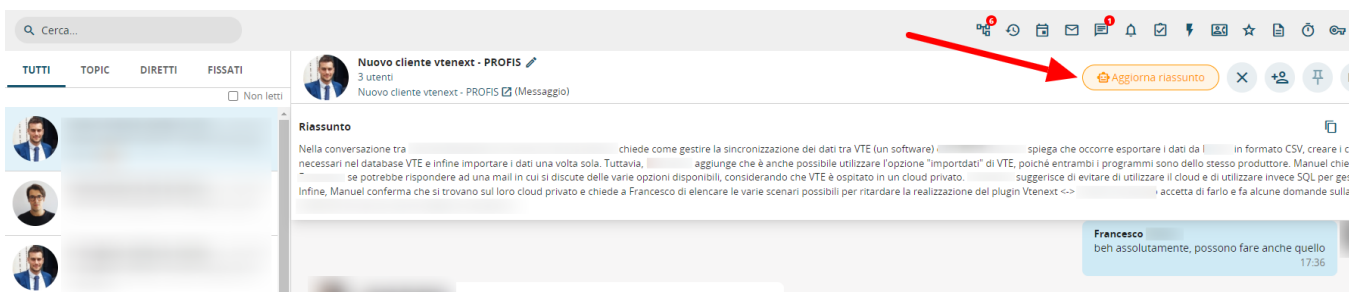 Cerca...
6
1
TUTTI TOPIC DIRETTI FISSATI
Non letti
Nuovo cliente vtenext - PROFIS
3 utenti
Nuovo cliente vtenext - PROFIS (Messaggio)
Aggiorna riassunto
Riassunto
Nella conversazione tra chiede come gestire la sincronizzazione dei dati tra VTE (un software) spiega che occorre esportare i dati da in formato CSV, creare i
necessari nel database VTE e infine importare i dati una volta sola. Tuttavia, aggiunge che è anche possibile utilizzare l'opzione "importdati" di VTE, poiché entrambi i programmi sono dello stesso produttore. Manuel
se potrebbe rispondere ad una mail in cui si discute delle varie opzioni disponibili, considerando che VTE è ospitato in un cloud privato. suggerisce di evitare di utilizzare il cloud e di utilizzare invece SQL per
Infine, Manuel conferma che si trovano sul loro cloud privato e chiede a Francesco di elencare le varie scenari possibili per ritardare la realizzazione del plugin Vtenext <-> accetta di farlo e fa alcune domande sulla
Francesco
beh assolutamente, possono fare anche quello
17:36